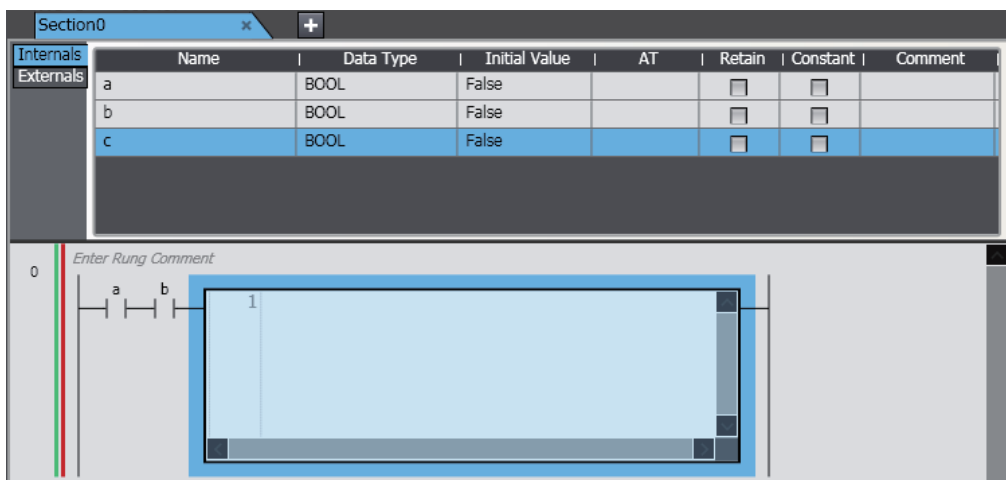 Section0 × +
Internals Name Data Type Initial Value AT Retain Constant Comment
Externals
a BOOL False
b BOOL False
c BOOL False
Enter Rung Comment
0
a b
1